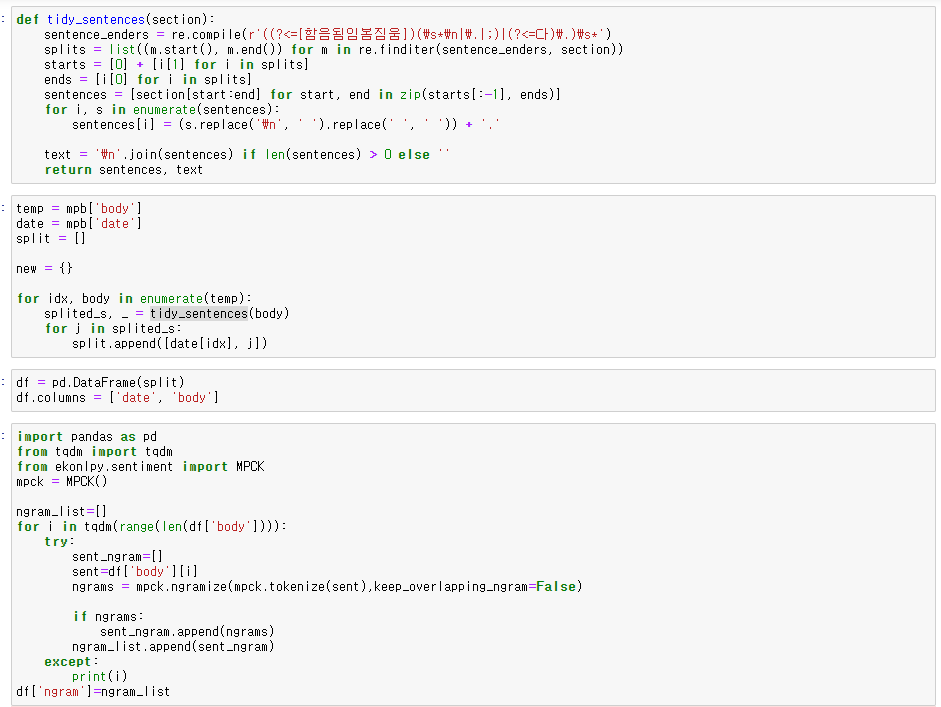 : def tidy_sentences(section):
    sentence_enders = re.compile(r'((?<=[함음됨임봄짐움])(₩s*₩n|₩.|;)|(?<=다)₩.)₩s*')
    splits = list((m.start(), m.end()) for m in re.finditer(sentence_enders, section))
    starts = [0] + [i[1] for i in splits]
    ends = [i[0] for i in splits]
    sentences = [section[start:end] for start, end in zip(starts[:-1], ends)]
    for i, s in enumerate(sentences):
        sentences[i] = (s.replace('₩n', ' ').replace(' ', ' ')) + '.'
    text = '₩n'.join(sentences) if len(sentences) > 0 else ''
    return sentences, text
: temp = mpb['body']
date = mpb['date']
split = []
new = {}
for idx, body in enumerate(temp):
    splited_s, _ = tidy_sentences(body)
    for j in splited_s:
        split.append([date[idx], j])
: df = pd.DataFrame(split)
df.columns = ['date', 'body']
: import pandas as pd
from tqdm import tqdm
from ekonlpy.sentiment import MPCK
mpck = MPCK()
ngram_list=[]
for i in tqdm(range(len(df['body']))):
    try:
        sent_ngram=[]
        sent=df['body'][i]
        ngrams = mpck.ngramize(mpck.tokenize(sent),keep_overlapping_ngram=False)
        if ngrams:
            sent_ngram.append(ngrams)
        ngram_list.append(sent_ngram)
    except:
        print(i)
df['ngram']=ngram_list